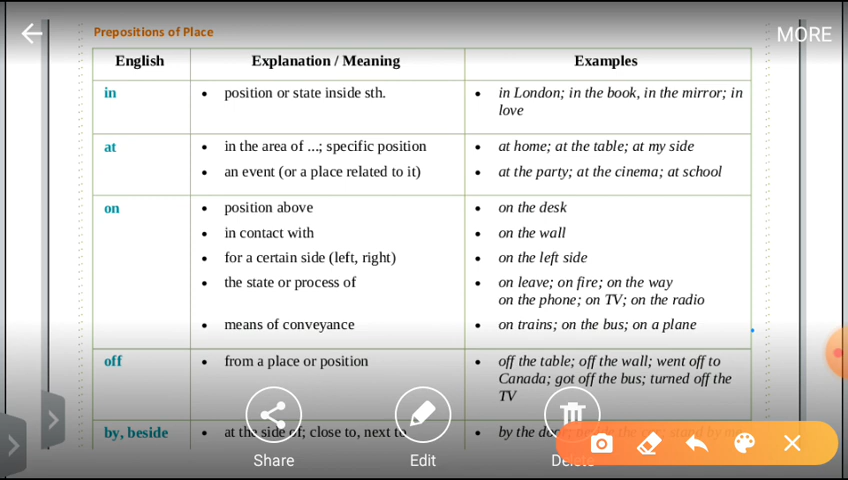 Prepositions of Place
MORE
English Explanation / Meaning Examples
in • position or state inside sth. • in London; in the book, in the mirror; in
love
at • in the area of ...; specific position • at home; at the table; at my side
• an event (or a place related to it) • at the party; at the cinema; at school
on • position above • on the desk
• in contact with • on the wall
• for a certain side (left, right) • on the left side
• the state or process of • on leave; on fire; on the way
on the phone; on TV; on the radio
• means of conveyance • on trains; on the bus; on a plane
off • from a place or position • off the table; off the wall; went off to
Canada; got off the bus; turned off the
TV
by, beside • at the side of; close to, next to • by the
Share Edit Delete